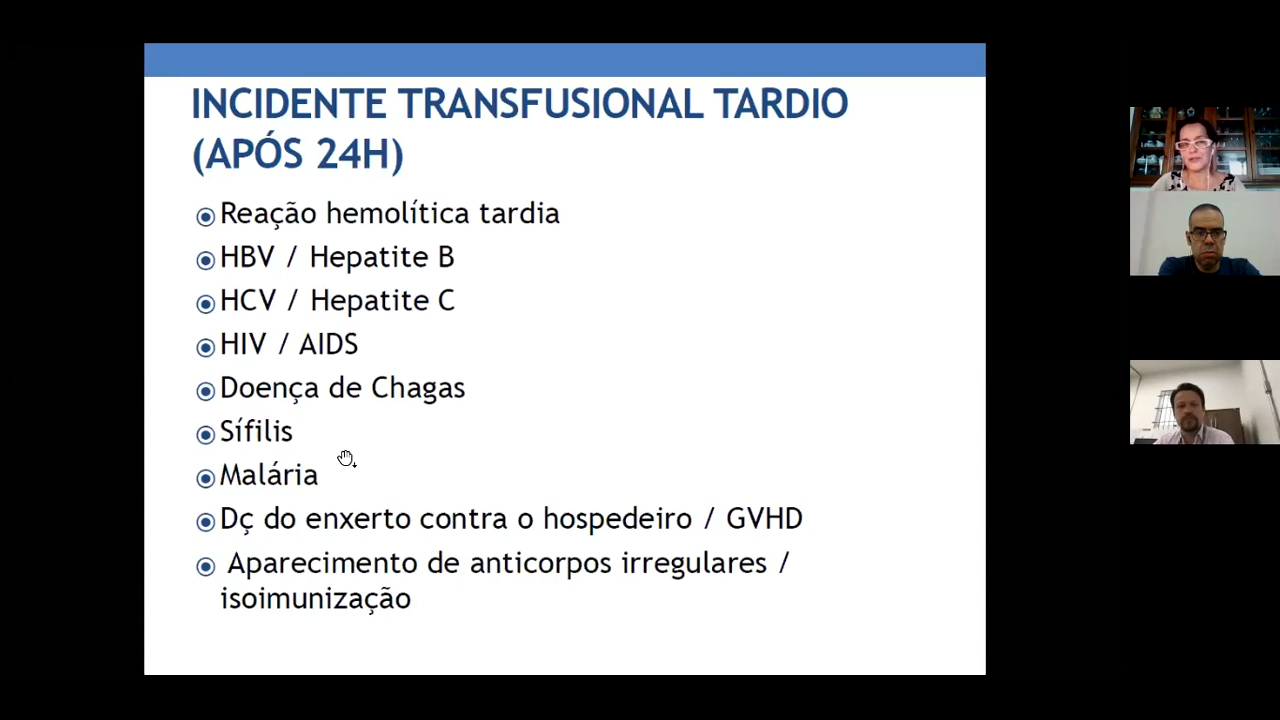 INCIDENTE TRANSFUSIONAL TARDIO
(APÓS 24H)
Reação hemolítica tardia
HBV / Hepatite B
HCV / Hepatite C
HIV / AIDS
Doença de Chagas
Sífilis
Malária
Dç do enxerto contra o hospedeiro / GVHD
Aparecimento de anticorpos irregulares /
isoimunização